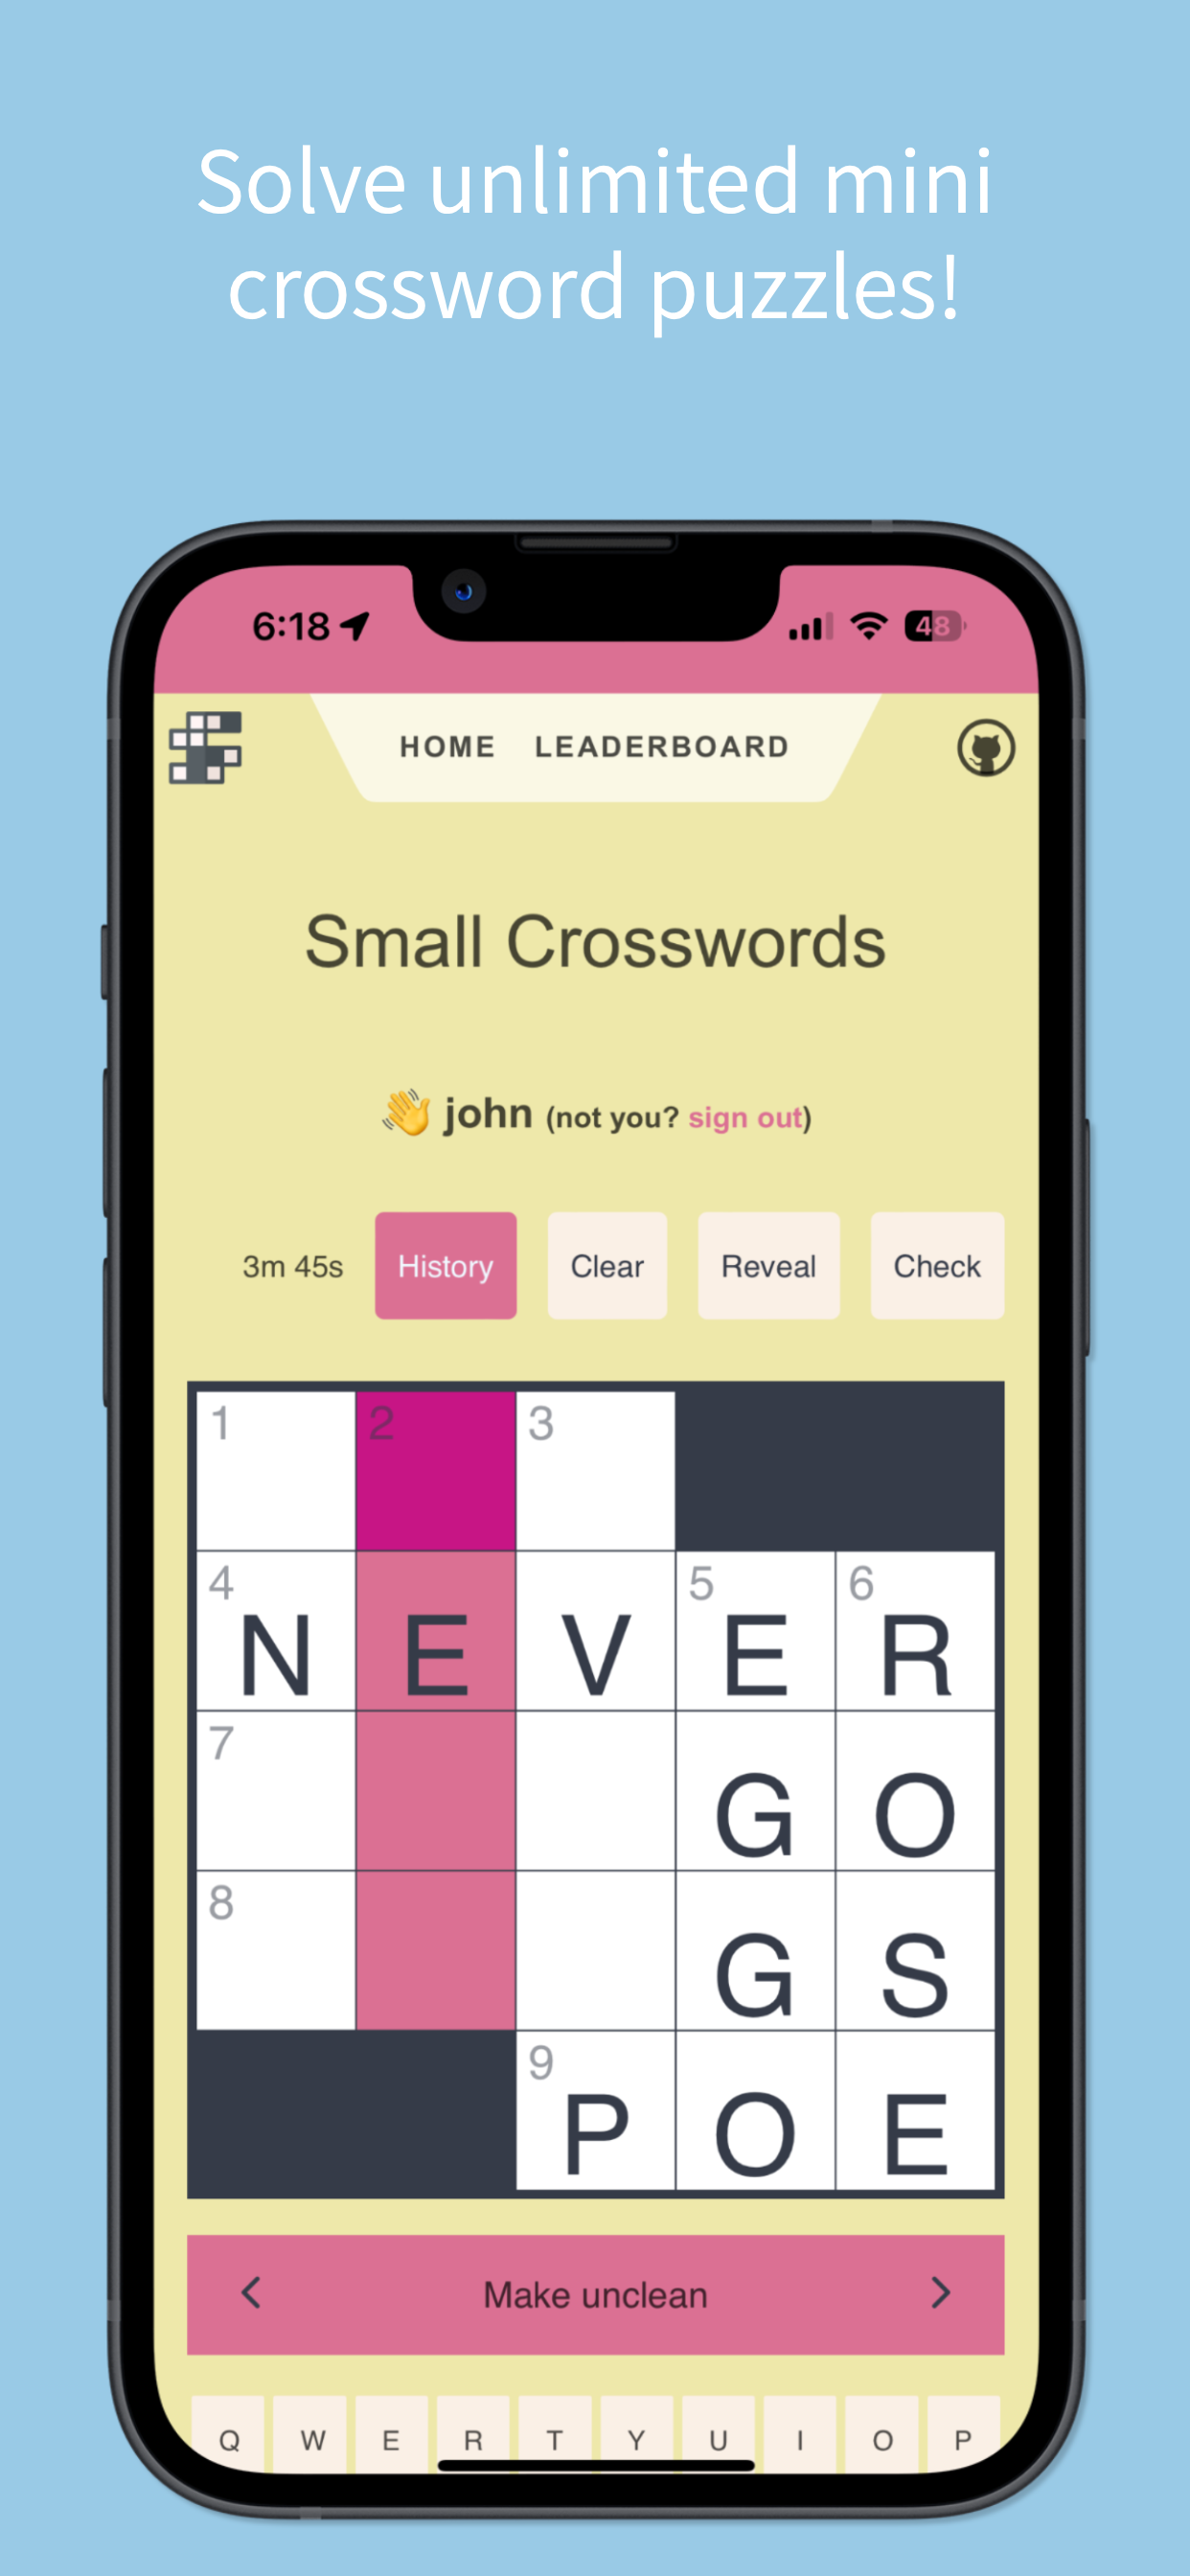 Solve unlimited mini
crossword puzzles!
6:18 48
HOME LEADERBOARD
Small Crosswords
👋 john (not you? sign out)
3m 45s History Clear Reveal Check
1 2 3
4 N E V 5 E 6 R
7 G O
8 G S
9 P O E
< Make unclean >
Q W E R T Y U I O P